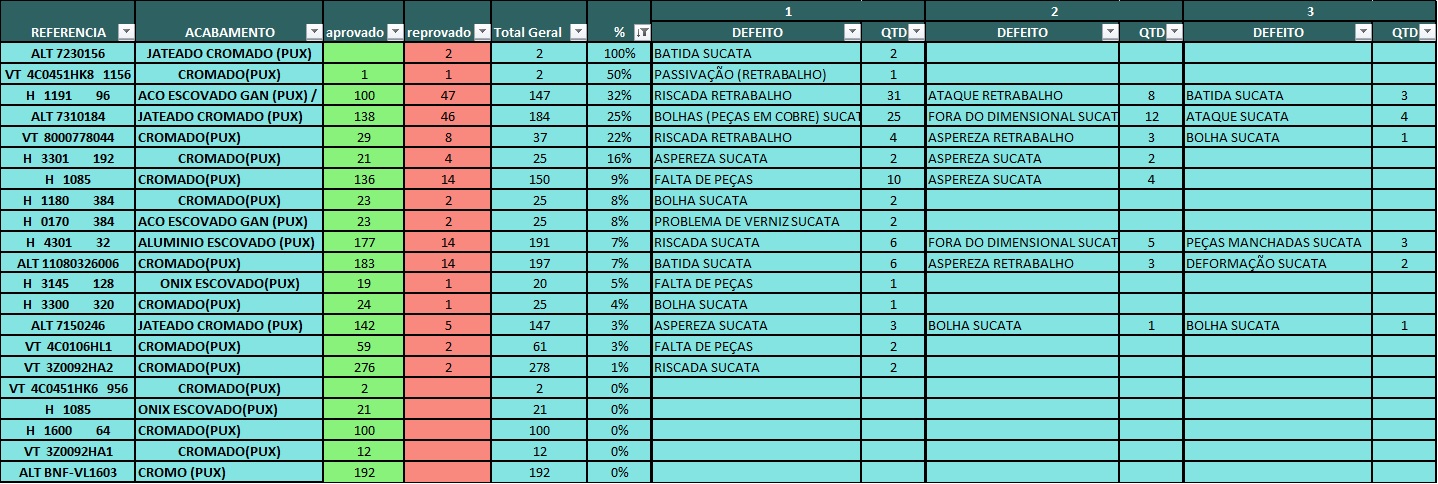 1 2 3
REFERENCIA ACABAMENTO aprovado reprovado Total Geral % DEFEITO QTD DEFEITO QTD DEFEITO QTD
ALT 7230156 JATEADO CROMADO (PUX) 2 2 100% BATIDA SUCATA 2
VT 4C0451HK8 1156 CROMADO(PUX) 1 1 2 50% PASSIVAÇÃO (RETRABALHO) 1
H 1191 96 ACO ESCOVADO GAN (PUX) / 100 47 147 32% RISCADA RETRABALHO 31 ATAQUE RETRABALHO 8 BATIDA SUCATA 3
ALT 7310184 JATEADO CROMADO (PUX) 138 46 184 25% BOLHAS (PEÇAS EM COBRE) SUCAT 25 FORA DO DIMENSIONAL SUCAT 12 ATAQUE SUCATA 4
VT 8000778044 CROMADO(PUX) 29 8 37 22% RISCADA RETRABALHO 4 ASPEREZA RETRABALHO 3 BOLHA SUCATA 1
H 3301 192 CROMADO(PUX) 21 4 25 16% ASPEREZA SUCATA 2 ASPEREZA SUCATA 2
H 1085 CROMADO(PUX) 136 14 150 9% FALTA DE PEÇAS 10 ASPEREZA SUCATA 4
H 1180 384 CROMADO(PUX) 23 2 25 8% BOLHA SUCATA 2
H 0170 384 ACO ESCOVADO GAN (PUX) 23 2 25 8% PROBLEMA DE VERNIZ SUCATA 2
H 4301 32 ALUMINIO ESCOVADO (PUX) 177 14 191 7% RISCADA SUCATA 6 FORA DO DIMENSIONAL SUCAT 5 PEÇAS MANCHADAS SUCATA 3
ALT 11080326006 CROMADO(PUX) 183 14 197 7% BATIDA SUCATA 6 ASPEREZA RETRABALHO 3 DEFORMAÇÃO SUCATA 2
H 3145 128 ONIX ESCOVADO(PUX) 19 1 20 5% FALTA DE PEÇAS 1
H 3300 320 CROMADO(PUX) 24 1 25 4% BOLHA SUCATA 1
ALT 7150246 JATEADO CROMADO (PUX) 142 5 147 3% ASPEREZA SUCATA 3 BOLHA SUCATA 1 BOLHA SUCATA 1
VT 4C0106HL1 CROMADO(PUX) 59 2 61 3% FALTA DE PEÇAS 2
VT 3Z0092HA2 CROMADO(PUX) 276 2 278 1% RISCADA SUCATA 2
VT 4C0451HK6 956 CROMADO(PUX) 2 2 0%
H 1085 ONIX ESCOVADO(PUX) 21 21 0%
H 1600 64 CROMADO(PUX) 100 100 0%
VT 3Z0092HA1 CROMADO(PUX) 12 12 0%
ALT BNF-VL1603 CROMO (PUX) 192 192 0%